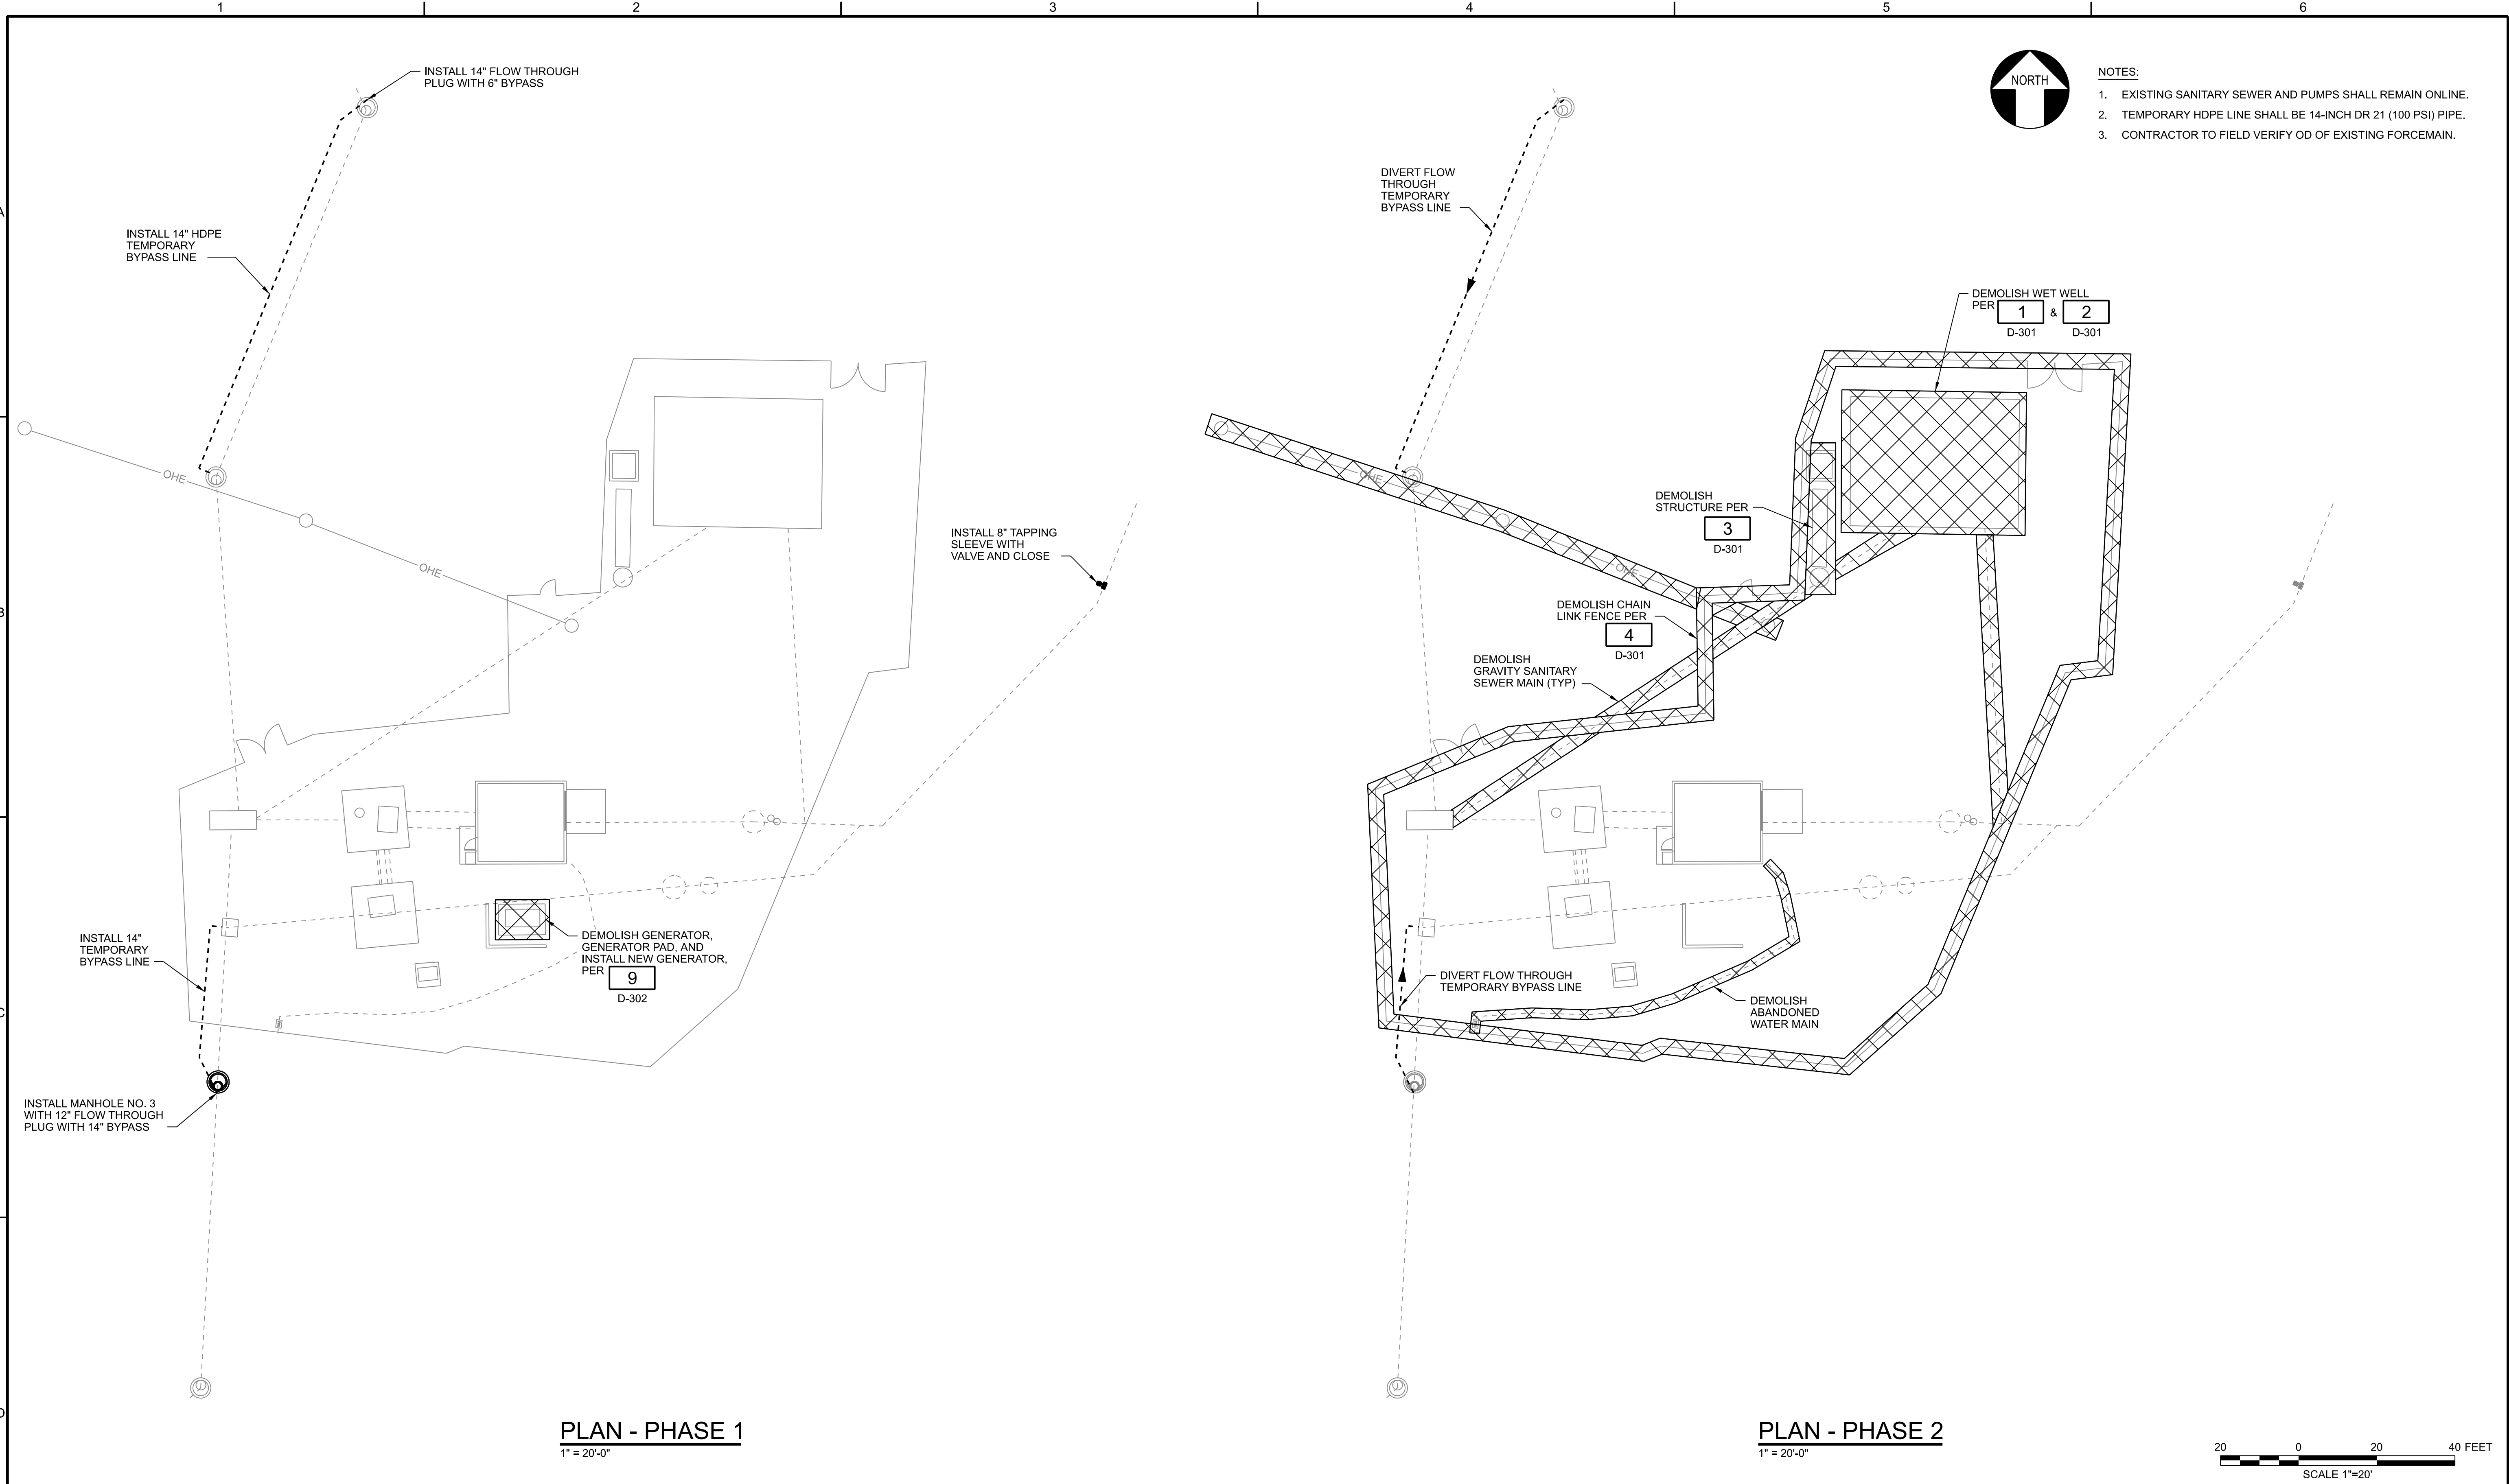 1
2
3
4
5
6
A
B
C
D
NORTH
NOTES:
1. EXISTING SANITARY SEWER AND PUMPS SHALL REMAIN ONLINE.
2. TEMPORARY HDPE LINE SHALL BE 14-INCH DR 21 (100 PSI) PIPE.
3. CONTRACTOR TO FIELD VERIFY OD OF EXISTING FORCEMAIN.
INSTALL 14" FLOW THROUGH
PLUG WITH 6" BYPASS
INSTALL 14" HDPE
TEMPORARY
BYPASS LINE
OHE
OHE
INSTALL 8" TAPPING
SLEEVE WITH
VALVE AND CLOSE
DEMOLISH GENERATOR,
GENERATOR PAD, AND
INSTALL NEW GENERATOR,
PER 9
D-302
INSTALL 14"
TEMPORARY
BYPASS LINE
INSTALL MANHOLE NO. 3
WITH 12" FLOW THROUGH
PLUG WITH 14" BYPASS
PLAN - PHASE 1
1" = 20'-0"
DIVERT FLOW
THROUGH
TEMPORARY
BYPASS LINE
DEMOLISH WET WELL
PER 1 & 2
D-301 D-301
OHE
OHE
DEMOLISH
STRUCTURE PER
3
D-301
DEMOLISH CHAIN
LINK FENCE PER
4
D-301
DEMOLISH
GRAVITY SANITARY
SEWER MAIN (TYP)
DIVERT FLOW THROUGH
TEMPORARY BYPASS LINE
DEMOLISH
ABANDONED
WATER MAIN
PLAN - PHASE 2
1" = 20'-0"
20 0 20 40 FEET
SCALE 1"=20'